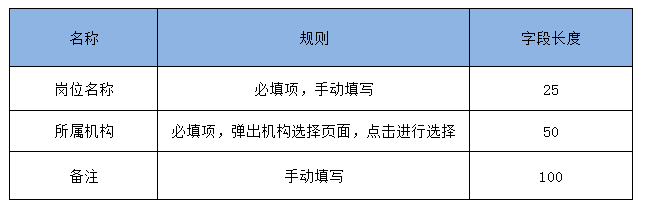 名称 规则 字段长度
岗位名称 必填项，手动填写 25
所属机构 必填项，弹出机构选择页面，点击进行选择 50
备注 手动填写 100